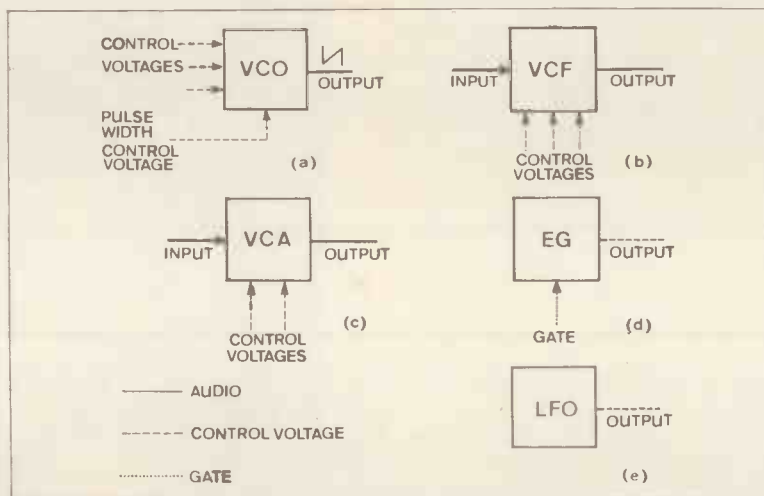 CONTROL
VOLTAGES
VCO
OUTPUT
PULSE
WIDTH
CONTROL
VOLTAGE
(a)
INPUT
VCF
OUTPUT
CONTROL
VOLTAGES
(b)
INPUT
VCA
OUTPUT
CONTROL
VOLTAGES
(c)
EG
OUTPUT
GATE
(d)
LFO
OUTPUT
(e)
AUDIO
CONTROL VOLTAGE
GATE